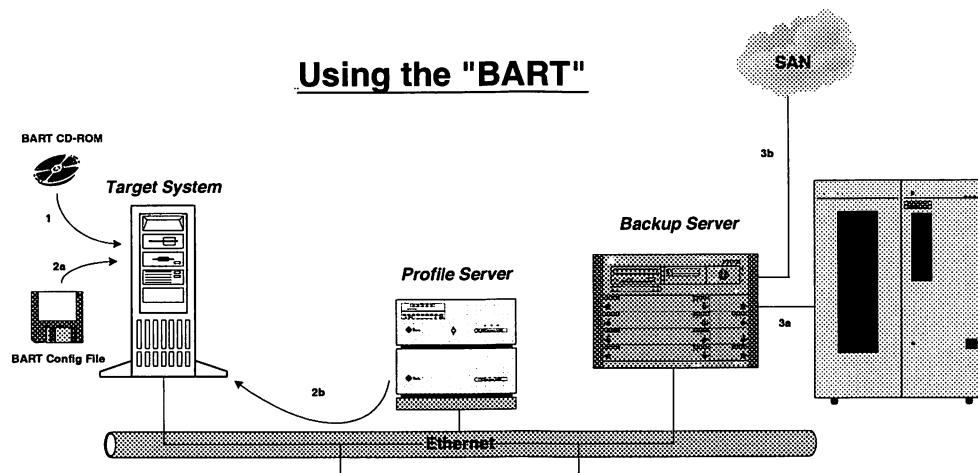 Using the "BART"
SAN
BART CD-ROM
Target System
3b
1
Backup Server
2a
Profile Server
3a
BART Config File
2b
Ethernet